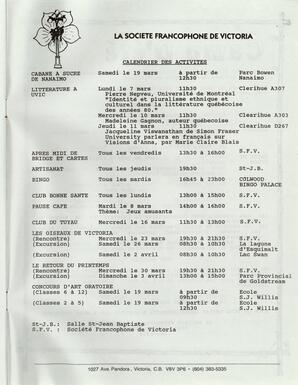 LA SOCIETE FRANCOPHONE DE VICTORIA
CALENDRIER DES ACTIVITES
CABANE A SUCRE Samedi le 19 mars à partir de Parc Bowen
DE NANAIMO 12h30 Nanaimo
LITTERATURE A Lundi le 7 mars 11h30 Clearihue A307
UVIC Pierre Nepveu, Université de Montréal
"Identité et pluralisme ethnique et
culturel dans la littérature québécoise
des années 80."
Mercredi le 10 mars 11h30 Clearihue A303
Madeleine Gagnon, auteur québécoise
Jeudi le 11 mars 11h30 Clearihue D267
Jacqueline Viswanathan de Simon Fraser
University parlera en français sur
Visions d'Anna, par Marie Claire Blais
APRES MIDI DE Tous les vendredis 13h30 à 16h00 S.F.V.
BRIDGE ET CARTES
ARTISANAT Tous les jeudis 19h30 St-J.B.
BINGO Tous les mardis 16h45 à 23h00 COLWOOD
BINGO PALACE
CLUB BONNE SANTE Tous les lundis 13h00 à 15h00 S.F.V.
PAUSE CAFE Mardi le 8 mars 14h00 à 16h00 S.F.V.
Thème: Jeux amusants
CLUB DU TUYAU Mercredi le 16 mars 19h00 à 21h00 S.F.V.
LES OISEAUX DE VICTORIA
(Rencontre) Mercredi le 23 mars 19h30 à 21h30 S.F.V.
(Excursion) Samedi le 26 mars 08h30 à 11h30 La lagune
d'Esquimalt
(Excursion) Samedi le 2 avril 08h30 à 11h30 Lac Swan
LE RETOUR DU PRINTEMPS
(Rencontre) Mercredi le 30 mars 19h30 à 21h30 S.F.V.
(Excursion) Dimanche le 3 avril 13h30 à 15h00 Parc Provincial
de Goldstream
CONCOURS D'ART ORATOIRE
(Classes 6 à 12) Samedi le 19 mars à partir de Ecole
09h30 S.J. Willis
(Classes 2 à 5) Samedi le 19 mars à partir de Ecole
12h30 S.J. Willis
St-J.B.: Salle St-Jean Baptiste
S.F.V. : Société Francophone de Victoria
1027 Ave. Pandora, Victoria, C.B. V8V 3P6 • (604) 383-5335